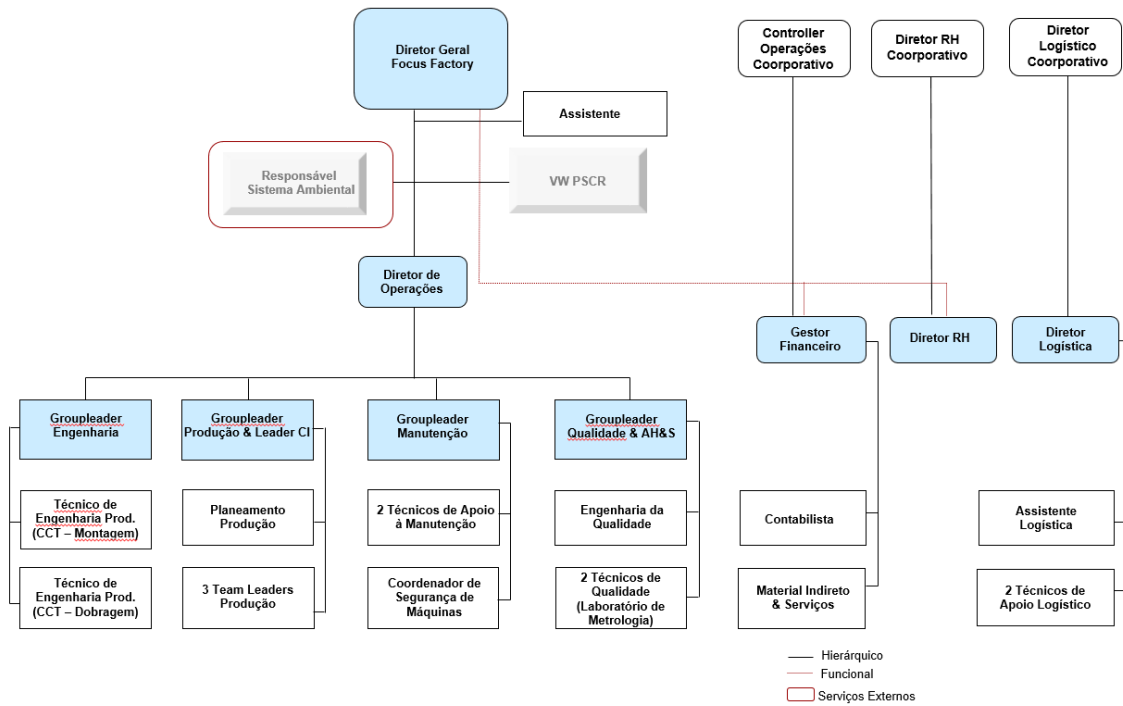 Diretor Geral
Focus Factory
Controller
Operações
Coorporativo
Diretor RH
Coorporativo
Diretor
Logístico
Coorporativo
Assistente
Responsável
Sistema Ambiental
VW PSCR
Diretor de
Operações
Gestor
Financeiro
Diretor RH
Diretor
Logística
Groupleader
Engenharia
Groupleader
Produção & Leader CI
Groupleader
Manutenção
Groupleader
Qualidade & AH&S
Técnico de
Engenharia Prod.
(CCT – Montagem)
Planeamento
Produção
2 Técnicos de Apoio
à Manutenção
Engenharia da
Qualidade
Contabilista
Assistente
Logística
Técnico de
Engenharia Prod.
(CCT – Dobragem)
3 Team Leaders
Produção
Coordenador de
Segurança de
Máquinas
2 Técnicos de
Qualidade
(Laboratório de
Metrologia)
Material Indireto
& Serviços
2 Técnicos de
Apoio Logístico
Hierárquico
Funcional
Serviços Externos